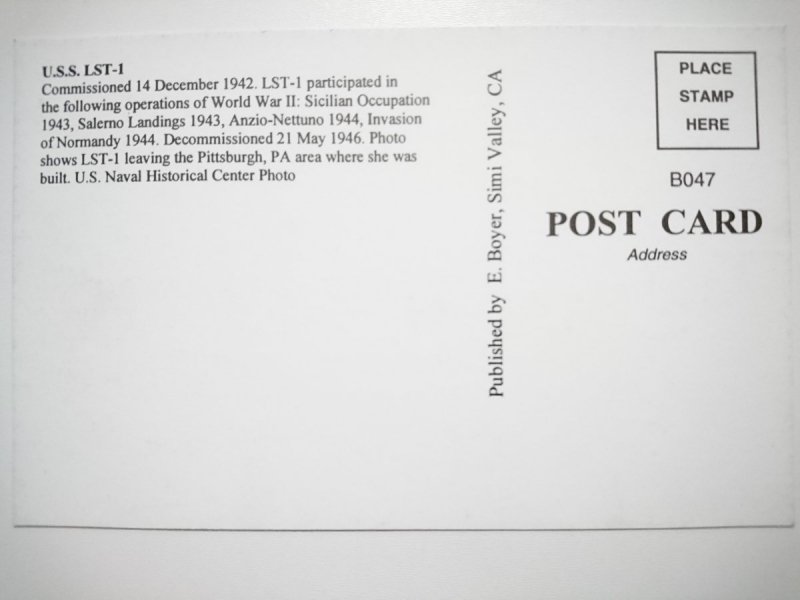 U.S.S. LST-1
Commissioned 14 December 1942. LST-1 participated in
the following operations of World War II: Sicilian Occupation
1943, Salerno Landings 1943, Anzio-Nettuno 1944, Invasion
of Normandy 1944. Decommissioned 21 May 1946. Photo
shows LST-1 leaving the Pittsburgh, PA area where she was
built. U.S. Naval Historical Center Photo
Published by E. Boyer, Simi Valley, CA
PLACE
STAMP
HERE
B047
POST CARD
Address